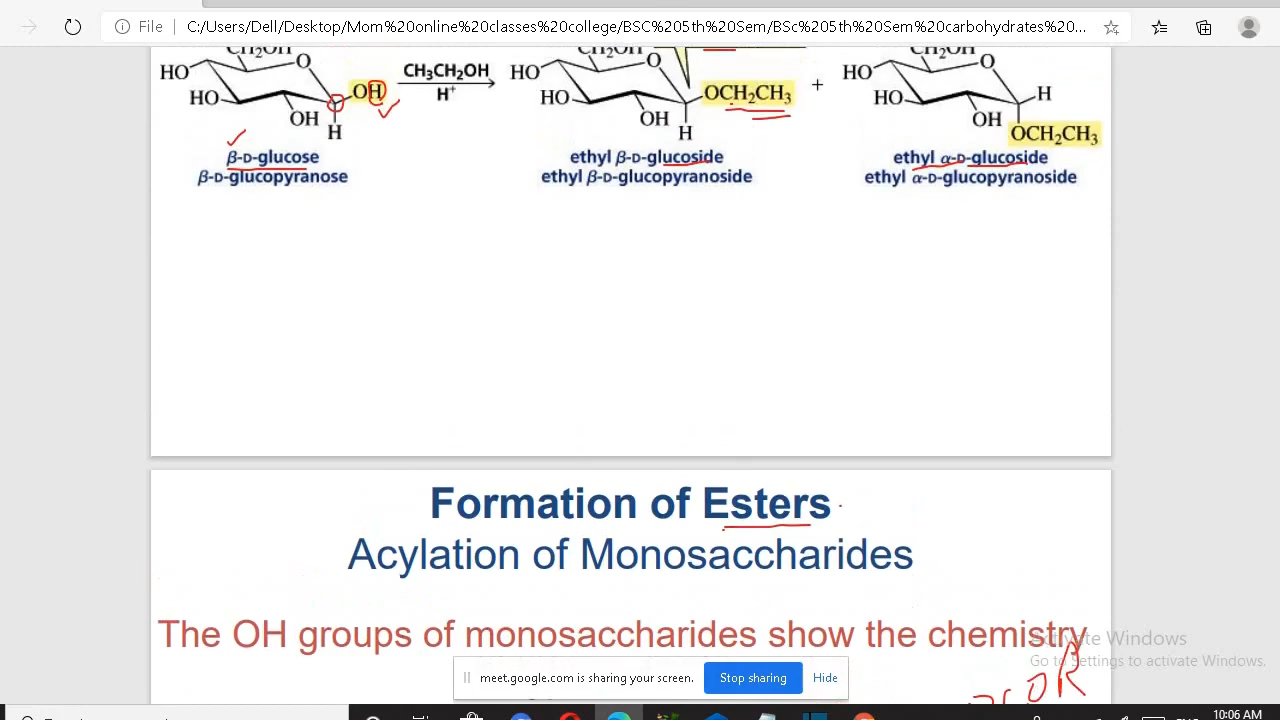 File
C:/Users/Dell/Desktop/Mom%20online%20classes%20college/BSC%205th%20Sem/BSc%205th%20Sem%20carbohydrates%20...
CH₂OH CH₂OH CH₂OH
HO O OH CH₃CH₂OH HO O OCH₂CH₃ + HO O H
HO H⁺ HO HO
OH H OH H OH OCH₂CH₃
β-D-glucose ethyl β-D-glucoside ethyl α-D-glucoside
β-D-glucopyranose ethyl β-D-glucopyranoside ethyl α-D-glucopyranoside
Formation of Esters
Acylation of Monosaccharides
The OH groups of monosaccharides show the chemistry
Activate Windows
Go to Settings to activate Windows.
meet.google.com is sharing your screen. Stop sharing Hide
10:06 AM